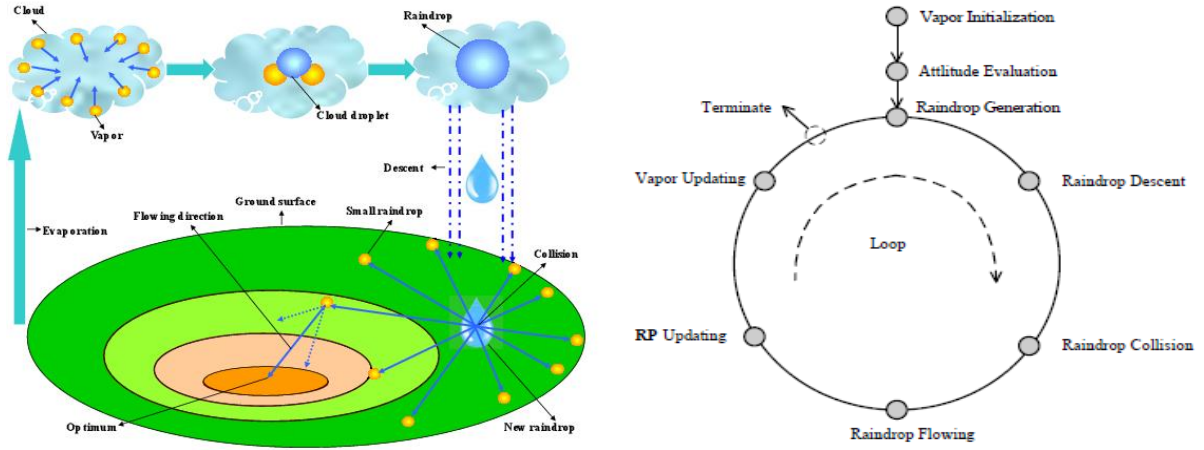 Cloud
Raindrop
Vapor
Cloud droplet
Descent
Ground surface
Flowing direction
Small raindrop
Evaporation
Collision
Optimum
New raindrop
Vapor Initialization
Attlitude Evaluation
Raindrop Generation
Terminate
Vapor Updating
Raindrop Descent
Loop
RP Updating
Raindrop Collision
Raindrop Flowing